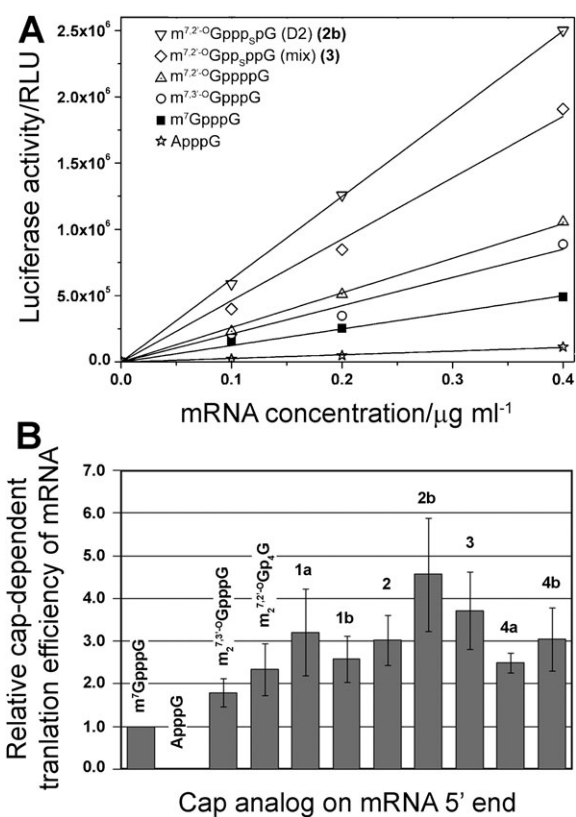 A
2.5x10⁶
2.0x10⁶
1.5x10⁶
1.0x10⁶
5.0x10⁵
0.0
Luciferase activity/RLU
m⁷,²'⁻ᴼGpppₛpG (D2) (2b)
m⁷,²'⁻ᴼGppₛppG (mix) (3)
m⁷,²'⁻ᴼGppppG
m⁷,³'⁻ᴼGpppG
m⁷GpppG
ApppG
0.0 0.1 0.2 0.3 0.4
mRNA concentration/μg ml⁻¹
B
Relative cap-dependent
tranlation efficiency of mRNA
7.0
6.0
5.0
4.0
3.0
2.0
1.0
0.0
m⁷GpppG
ApppG
m₂⁷,³'⁻ᴼGpppG
m₂⁷,²'⁻ᴼGp₄G
1a
1b
2
2b
3
4a
4b
Cap analog on mRNA 5' end